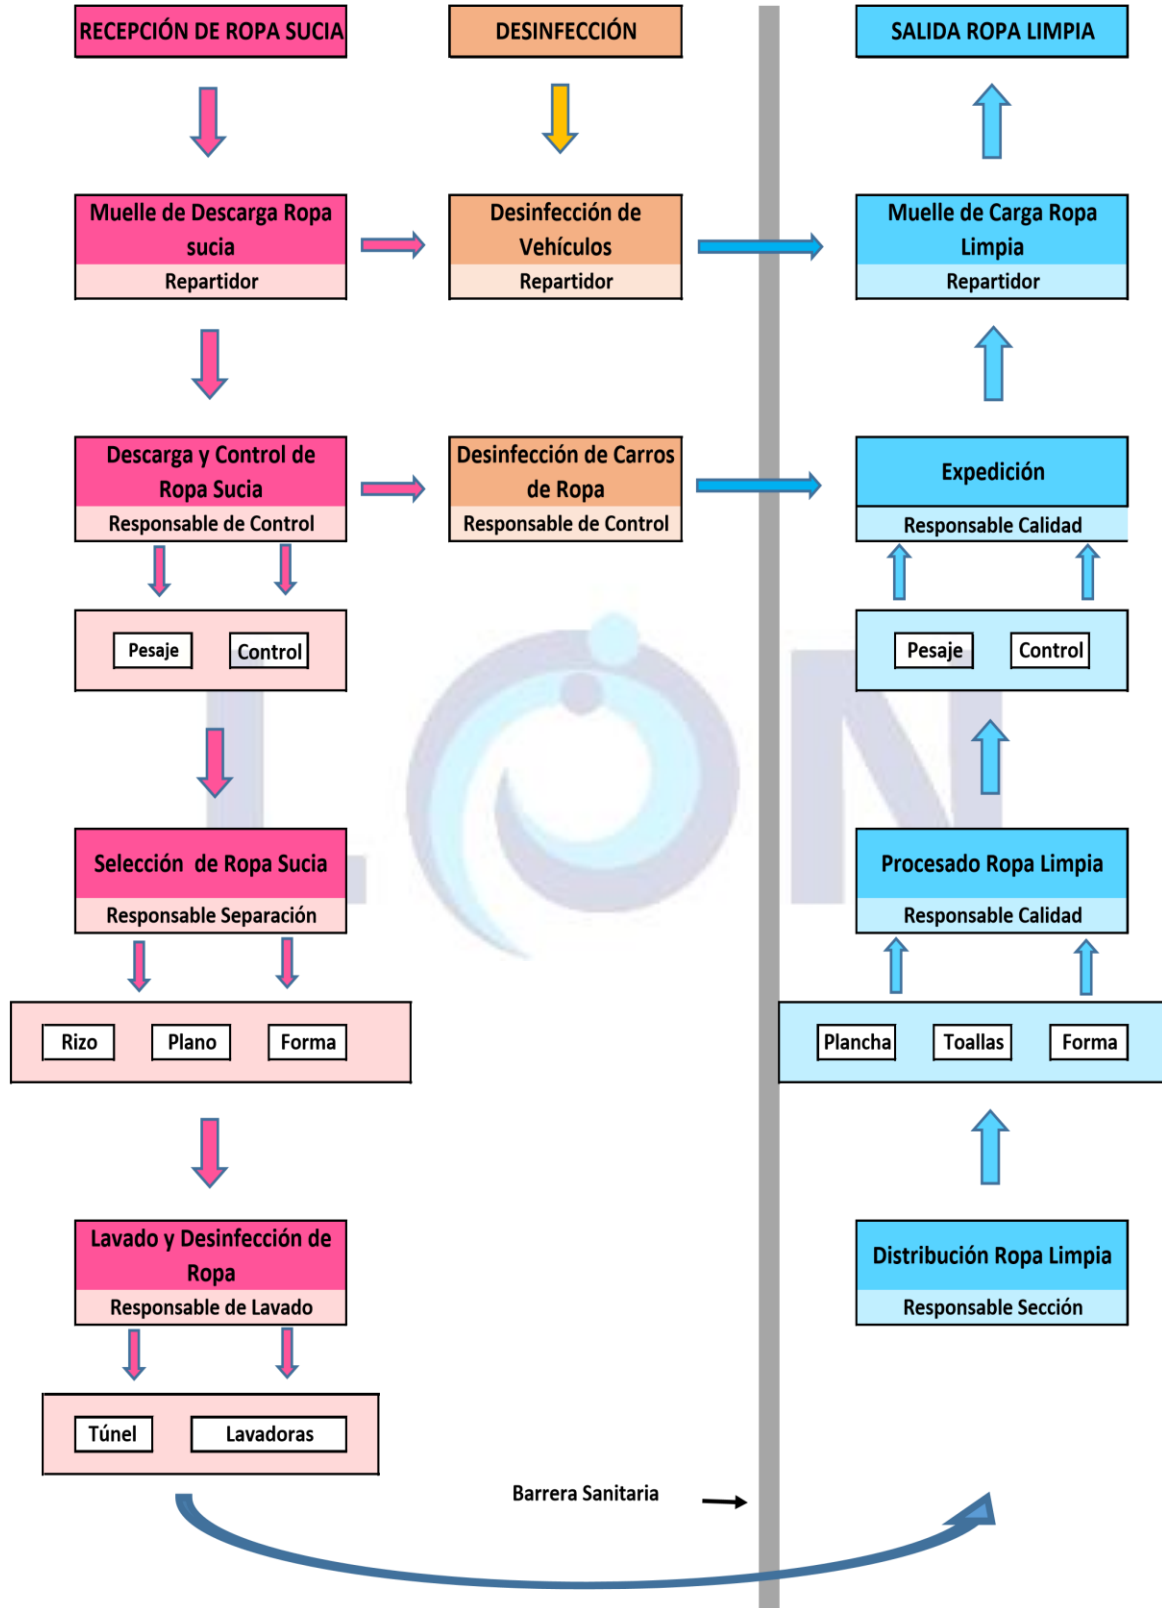 RECEPCIÓN DE ROPA SUCIA
DESINFECCIÓN
SALIDA ROPA LIMPIA
Muelle de Descarga Ropa
sucia
Repartidor
Desinfección de
Vehículos
Repartidor
Muelle de Carga Ropa
Limpia
Repartidor
Descarga y Control de
Ropa Sucia
Responsable de Control
Desinfección de Carros
de Ropa
Responsable de Control
Expedición
Responsable Calidad
Pesaje
Control
Pesaje
Control
LON
Selección de Ropa Sucia
Responsable Separación
Procesado Ropa Limpia
Responsable Calidad
Rizo
Plano
Forma
Plancha
Toallas
Forma
Lavado y Desinfección de
Ropa
Responsable de Lavado
Distribución Ropa Limpia
Responsable Sección
Túnel
Lavadoras
Barrera Sanitaria